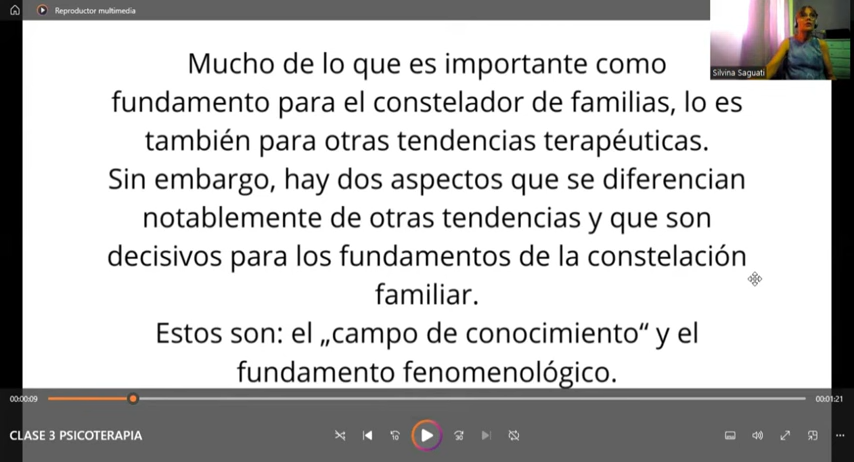 Reproductor multimedia
Silvina Saguati
Mucho de lo que es importante como
fundamento para el constelador de familias, lo es
también para otras tendencias terapéuticas.
Sin embargo, hay dos aspectos que se diferencian
notablemente de otras tendencias y que son
decisivos para los fundamentos de la constelación
familiar.
Estos son: el „campo de conocimiento“ y el
fundamento fenomenológico.
00:00:09
00:01:21
CLASE 3 PSICOTERAPIA
10
30